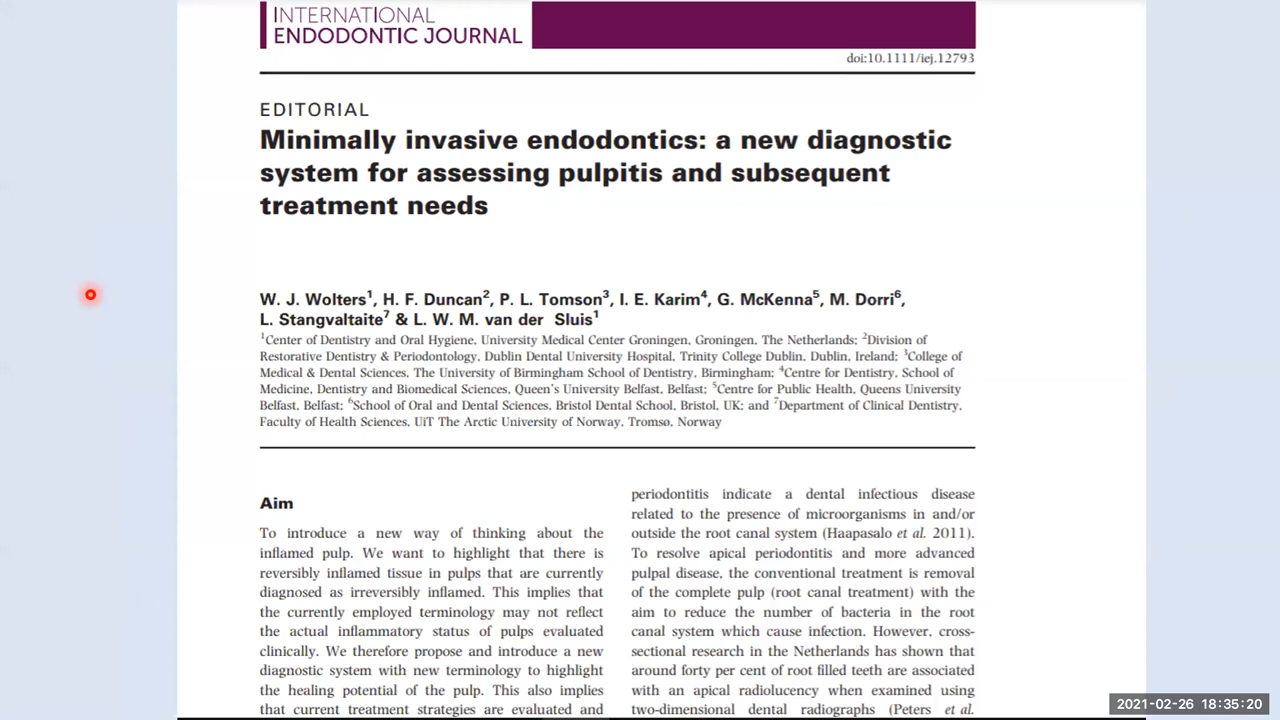 INTERNATIONAL
ENDODONTIC JOURNAL
doi:10.1111/iej.12793
EDITORIAL
Minimally invasive endodontics: a new diagnostic
system for assessing pulpitis and subsequent
treatment needs
W. J. Wolters¹, H. F. Duncan², P. L. Tomson³, I. E. Karim⁴, G. McKenna⁵, M. Dorri⁶,
L. Stangvaltaite⁷ & L. W. M. van der Sluis¹
¹Center of Dentistry and Oral Hygiene, University Medical Center Groningen, Groningen, The Netherlands; ²Division of
Restorative Dentistry & Periodontology, Dublin Dental University Hospital, Trinity College Dublin, Dublin, Ireland; ³College of
Medical & Dental Sciences, The University of Birmingham School of Dentistry, Birmingham; ⁴Centre for Dentistry, School of
Medicine, Dentistry and Biomedical Sciences, Queen's University Belfast, Belfast; ⁵Centre for Public Health, Queens University
Belfast, Belfast; ⁶School of Oral and Dental Sciences, Bristol Dental School, Bristol, UK; and ⁷Department of Clinical Dentistry,
Faculty of Health Sciences, UiT The Arctic University of Norway, Tromsø, Norway
Aim
To introduce a new way of thinking about the
inflamed pulp. We want to highlight that there is
reversibly inflamed tissue in pulps that are currently
diagnosed as irreversibly inflamed. This implies that
the currently employed terminology may not reflect
the actual inflammatory status of pulps evaluated
clinically. We therefore propose and introduce a new
diagnostic system with new terminology to highlight
the healing potential of the pulp. This also implies
that current treatment strategies are evaluated and
periodontitis indicate a dental infectious disease
related to the presence of microorganisms in and/or
outside the root canal system (Haapasalo et al. 2011).
To resolve apical periodontitis and more advanced
pulpal disease, the conventional treatment is removal
of the complete pulp (root canal treatment) with the
aim to reduce the number of bacteria in the root
canal system which cause infection. However, cross-
sectional research in the Netherlands has shown that
around forty per cent of root filled teeth are associated
with an apical radiolucency when examined using
two-dimensional dental radiographs (Peters et al.
2021-02-26 18:35:20